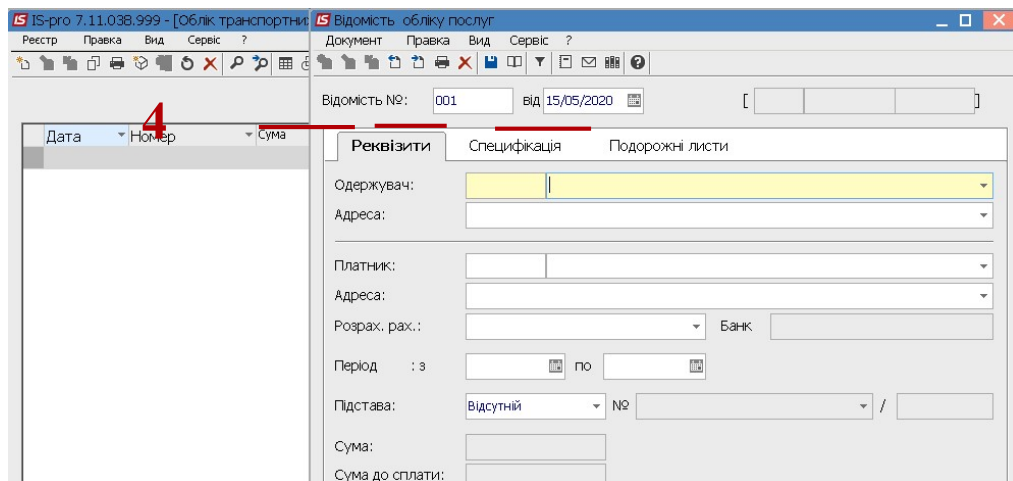 IS-pro 7.11.038.999 - [Облік транспортни
Реєстр Правка Вид Сервіс ?
4
Дата Номер Сума
Відомість обліку послуг
Документ Правка Вид Сервіс ?
Відомість №: 001 від 15/05/2020 [ ]
Реквізити Специфікація Подорожні листи
Одержувач:
Адреса:
Платник:
Адреса:
Розрах. рах.: Банк
Період : з по
Підстава: Відсутній № /
Сума:
Сума до сплати: